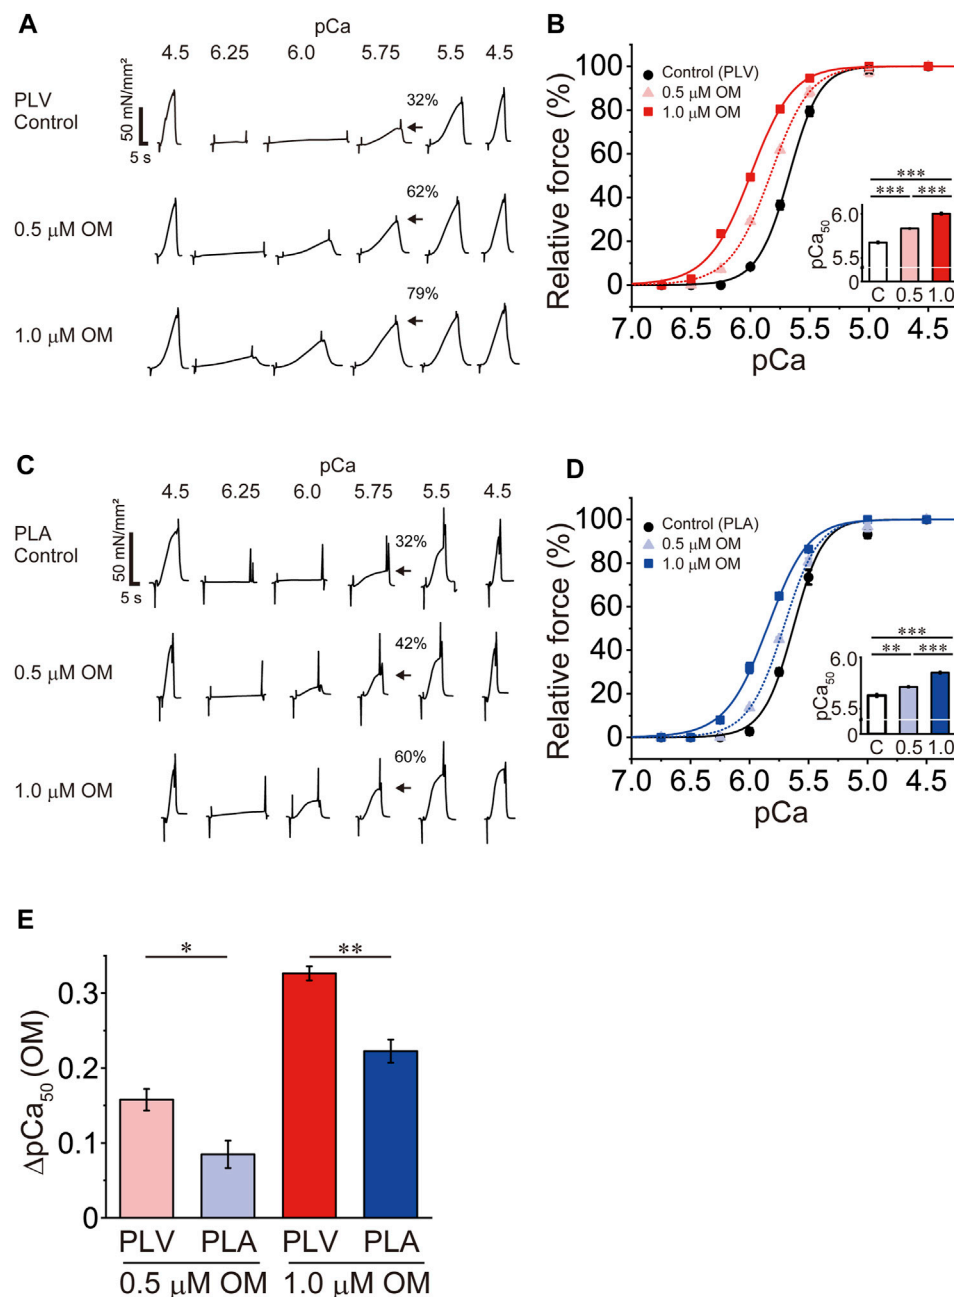 A
pCa
4.5 6.25 6.0 5.75 5.5 4.5
PLV
Control
50 mN/mm²
5 s
32%
0.5 μM OM
62%
1.0 μM OM
79%
B
Relative force (%)
100
80
60
40
20
0
Control (PLV)
0.5 μM OM
1.0 μM OM
7.0 6.5 6.0 5.5 5.0 4.5
pCa
*** 
*** ***
pCa50
6.0
5.5
0
C 0.5 1.0
C
pCa
4.5 6.25 6.0 5.75 5.5 4.5
PLA
Control
50 mN/mm²
5 s
32%
0.5 μM OM
42%
1.0 μM OM
60%
D
Relative force (%)
100
80
60
40
20
0
Control (PLA)
0.5 μM OM
1.0 μM OM
7.0 6.5 6.0 5.5 5.0 4.5
pCa
***
** ***
pCa50
6.0
5.5
0
C 0.5 1.0
E
ΔpCa50 (OM)
0.3
0.2
0.1
0
* **
PLV PLA PLV PLA
0.5 μM OM 1.0 μM OM